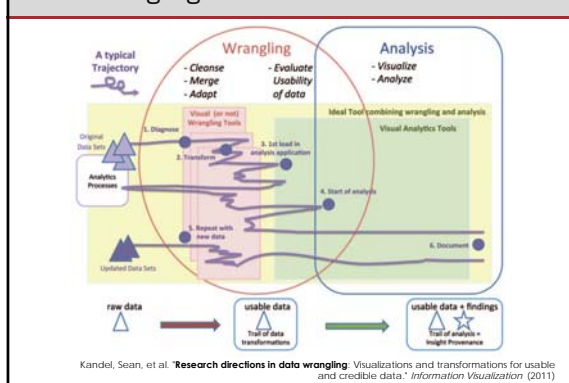 Wrangling
Analysis
A typical
Trajectory
- Cleanse
- Merge
- Adapt
- Evaluate
Usability
of data
- Visualize
- Analyze
Visual (or not)
Wrangling Tools
Ideal Tool combining wrangling and analysis
Visual Analytics Tools
Original
Data Sets
1. Diagnose
2. Transform
3. 1st load in
analysis application
Analytics
Processes
4. Start of analysis
5. Repeat with
new data
6. Document
Updated Data Sets
raw data
usable data
Trail of data
transformations
usable data + findings
Trail of analysis =
Insight Provenance
Kandel, Sean, et al. "Research directions in data wrangling: Visualizations and transformations for usable
and credible data." Information Visualization (2011)